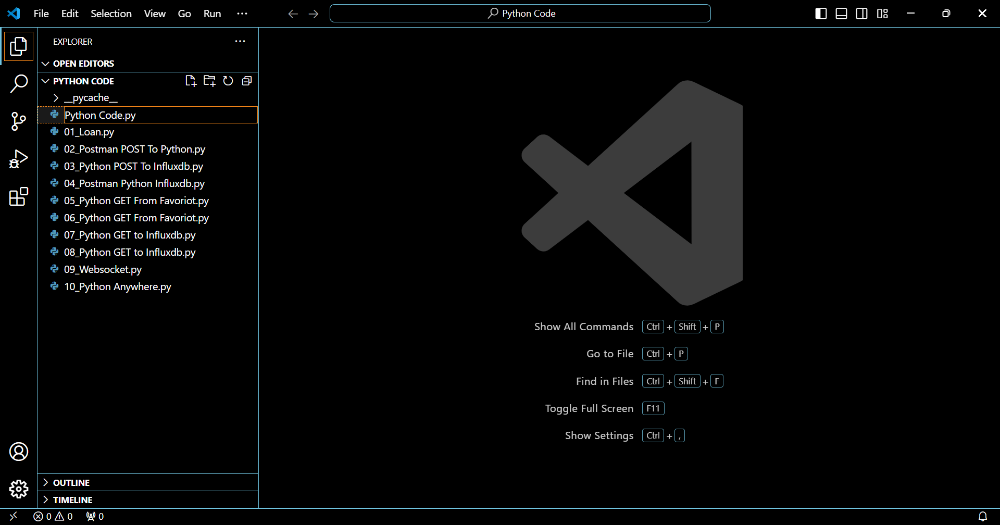 File Edit Selection View Go Run ···
Python Code
EXPLORER
OPEN EDITORS
PYTHON CODE
__pycache__
Python Code.py
01_Loan.py
02_Postman POST To Python.py
03_Python POST To Influxdb.py
04_Postman Python Influxdb.py
05_Python GET From Favoriot.py
06_Python GET From Favoriot.py
07_Python GET to Influxdb.py
08_Python GET to Influxdb.py
09_Websocket.py
10_Python Anywhere.py
Show All Commands Ctrl + Shift + P
Go to File Ctrl + P
Find in Files Ctrl + Shift + F
Toggle Full Screen F11
Show Settings Ctrl + ,
OUTLINE
TIMELINE
0 0 0